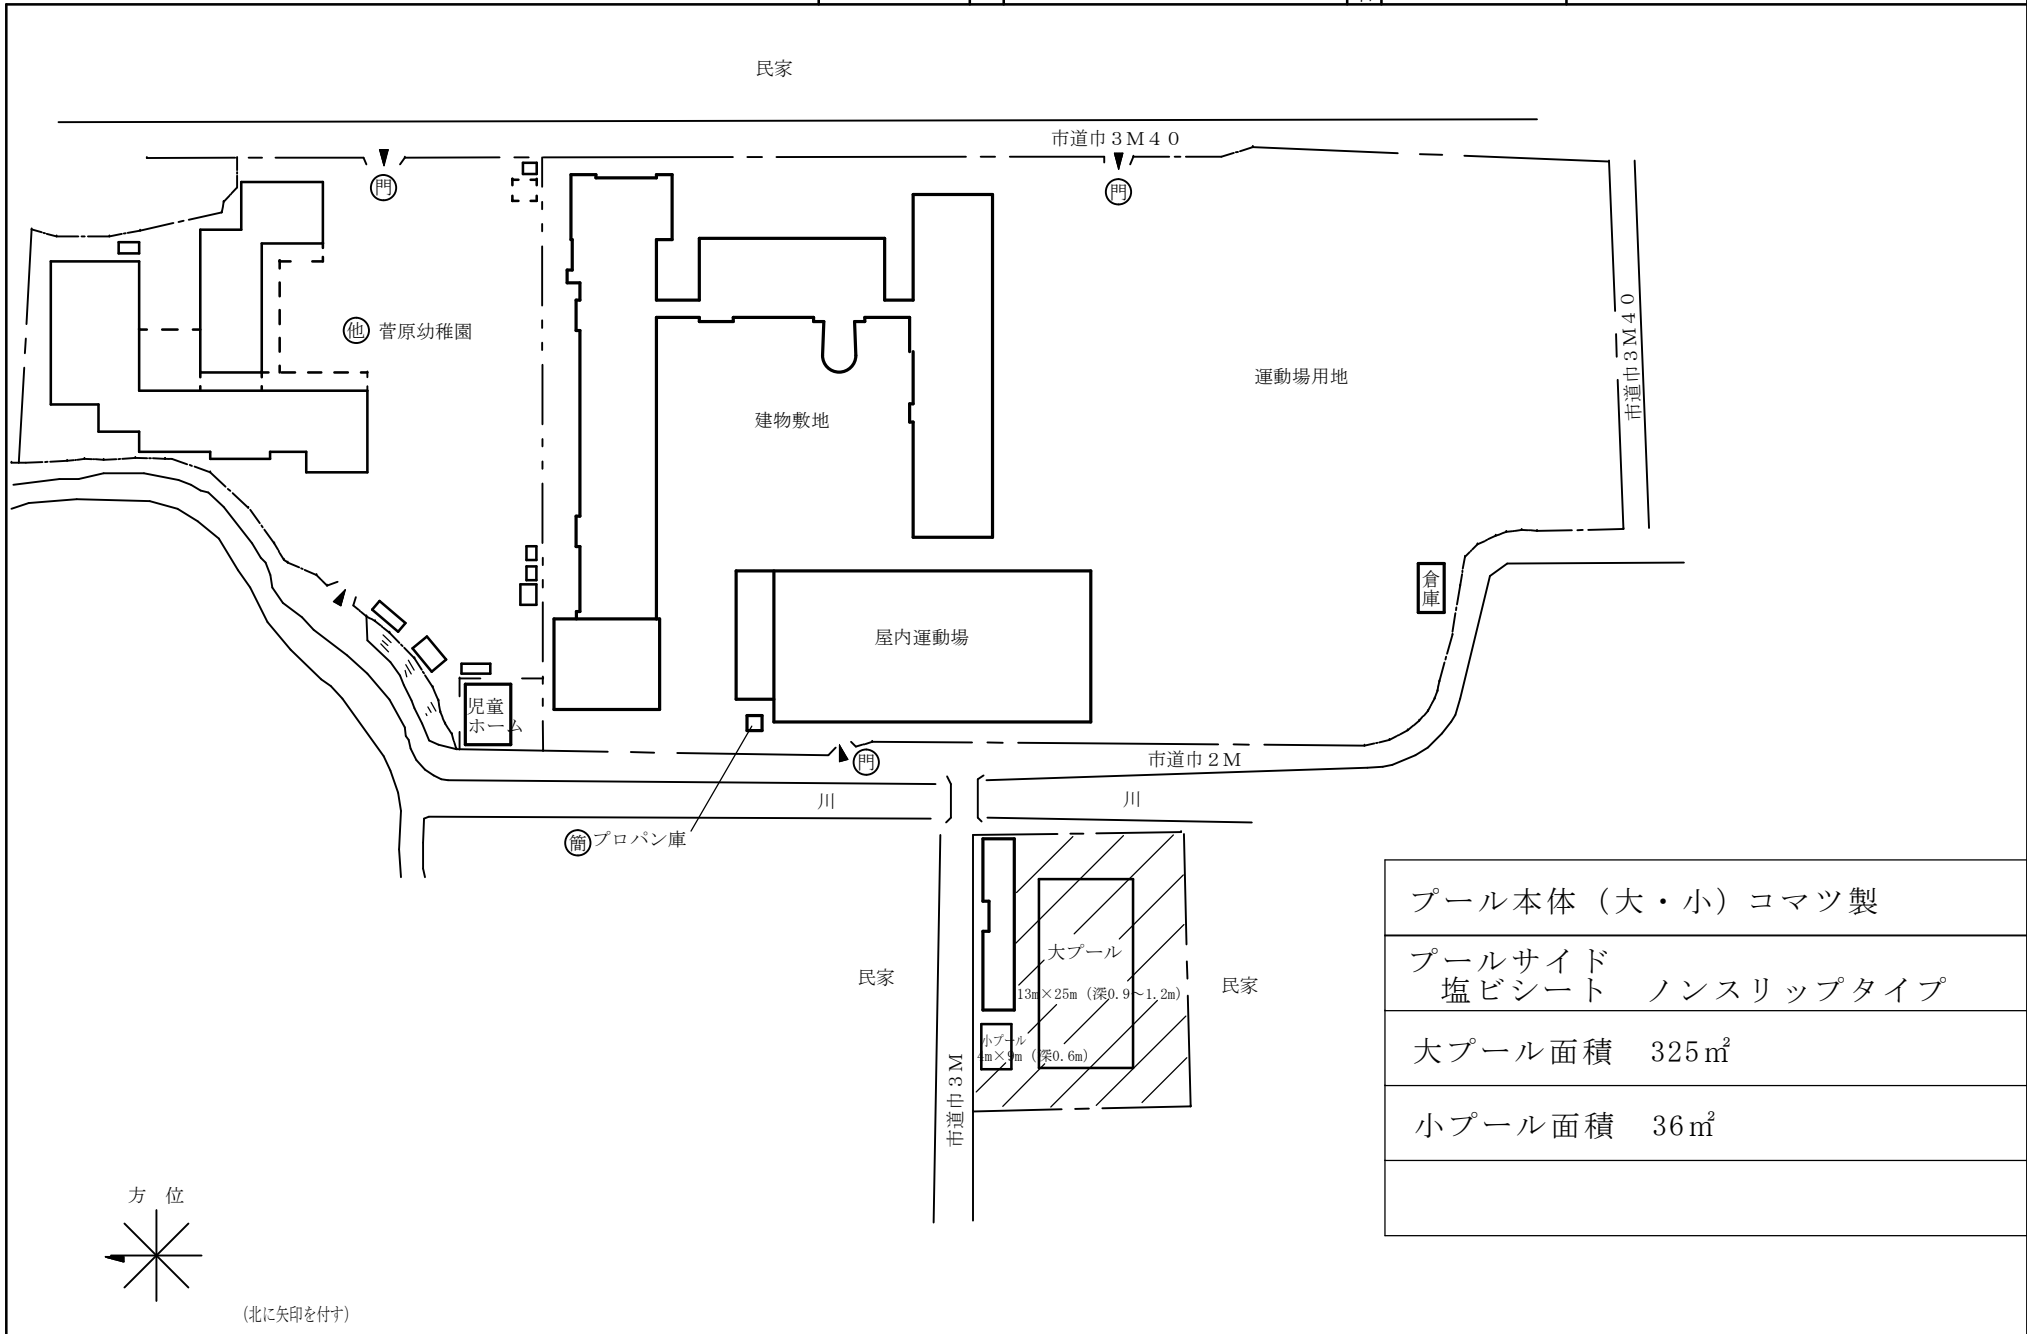 民家
市道巾３Ｍ４０
門
門
他 菅原幼稚園
市道巾３Ｍ４０
運動場用地
建物敷地
倉庫
屋内運動場
児童
ホーム
市道巾２Ｍ
門
川
川
簡 プロパン庫
プール本体（大・小）コマツ製
大プール
プールサイド
塩ビシート　ノンスリップタイプ
民家
民家
13m×25m（深0.9～1.2m）
小プール
4m×9m（深0.6m）
大プール面積　325㎡
市道巾３Ｍ
小プール面積　36㎡
方　位
(北に矢印を付す)